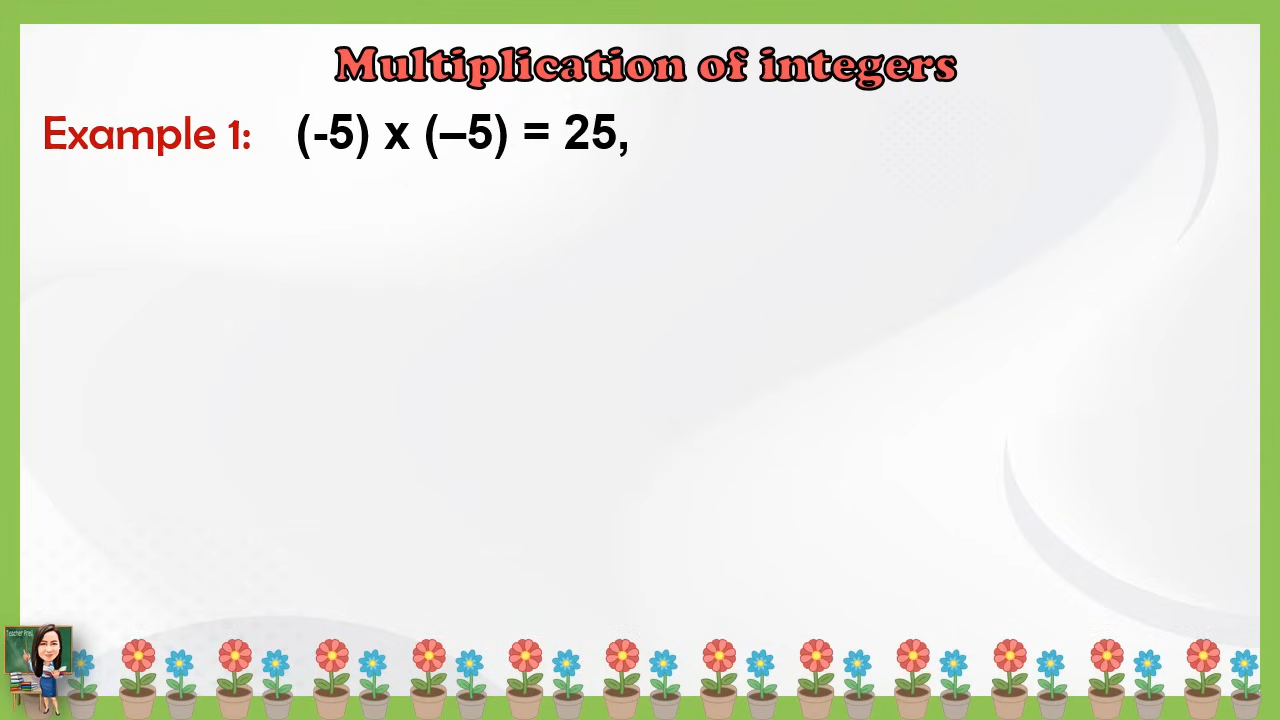 Multiplication of integers
Example 1: (-5) x (–5) = 25,